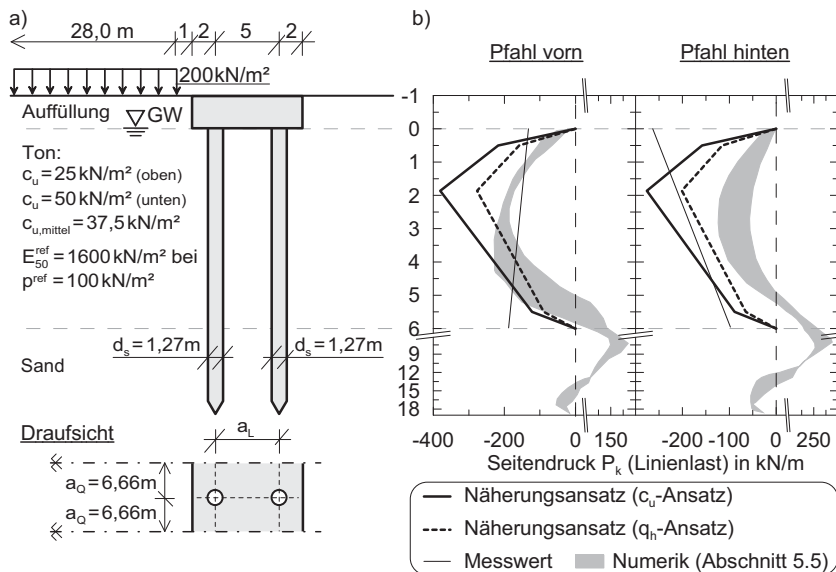 a)
28,0 m 1 2 5 2
200kN/m²
Auffüllung GW
Ton:
c_u = 25 kN/m² (oben)
c_u = 50 kN/m² (unten)
c_u,mittel = 37,5 kN/m²
E_50^ref = 1600 kN/m² bei
p^ref = 100 kN/m²
d_s = 1,27m d_s = 1,27m
Sand
Draufsicht
a_L
a_Q = 6,66m
a_Q = 6,66m
b)
Pfahl vorn Pfahl hinten
-1
0
1
2
3
4
5
6
9
12
13
15
18
-400 -200 0 150 -200 -100 0 250
Seitendruck P_k (Linienlast) in kN/m
Näherungsansatz (c_u-Ansatz)
Näherungsansatz (q_h-Ansatz)
Messwert Numerik (Abschnitt 5.5)